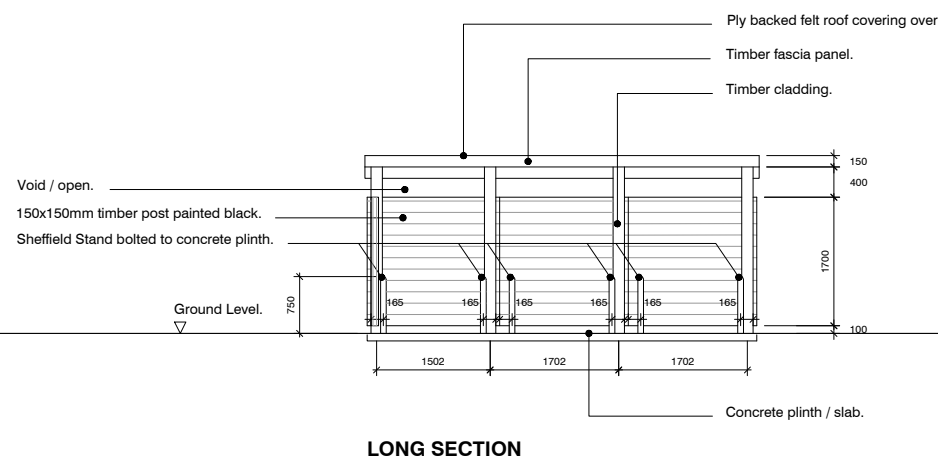 Ply backed felt roof covering over
Timber fascia panel.
Timber cladding.
150
400
Void / open.
150x150mm timber post painted black.
Sheffield Stand bolted to concrete plinth.
1700
750
165 165 165 165 165 165
Ground Level.
100
1502 1702 1702
Concrete plinth / slab.
LONG SECTION